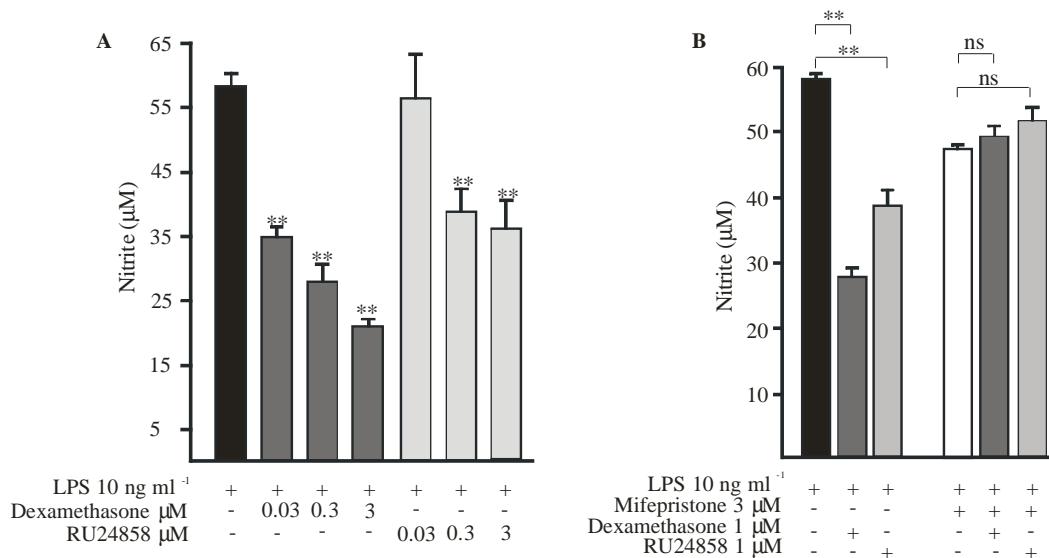 A
Nitrite (μM)
65
55
45
35
25
15
5
**
**
**
**
**
LPS 10 ng ml -1 + + + + + + +
Dexamethasone μM - 0.03 0.3 3 - - -
RU24858 μM - - - - 0.03 0.3 3
B
Nitrite (μM)
60
50
40
30
20
10
**
**
ns
ns
LPS 10 ng ml -1 + + + + + +
Mifepristone 3 μM - - - + + +
Dexamethasone 1 μM - + - - + -
RU24858 1 μM - - + - - +